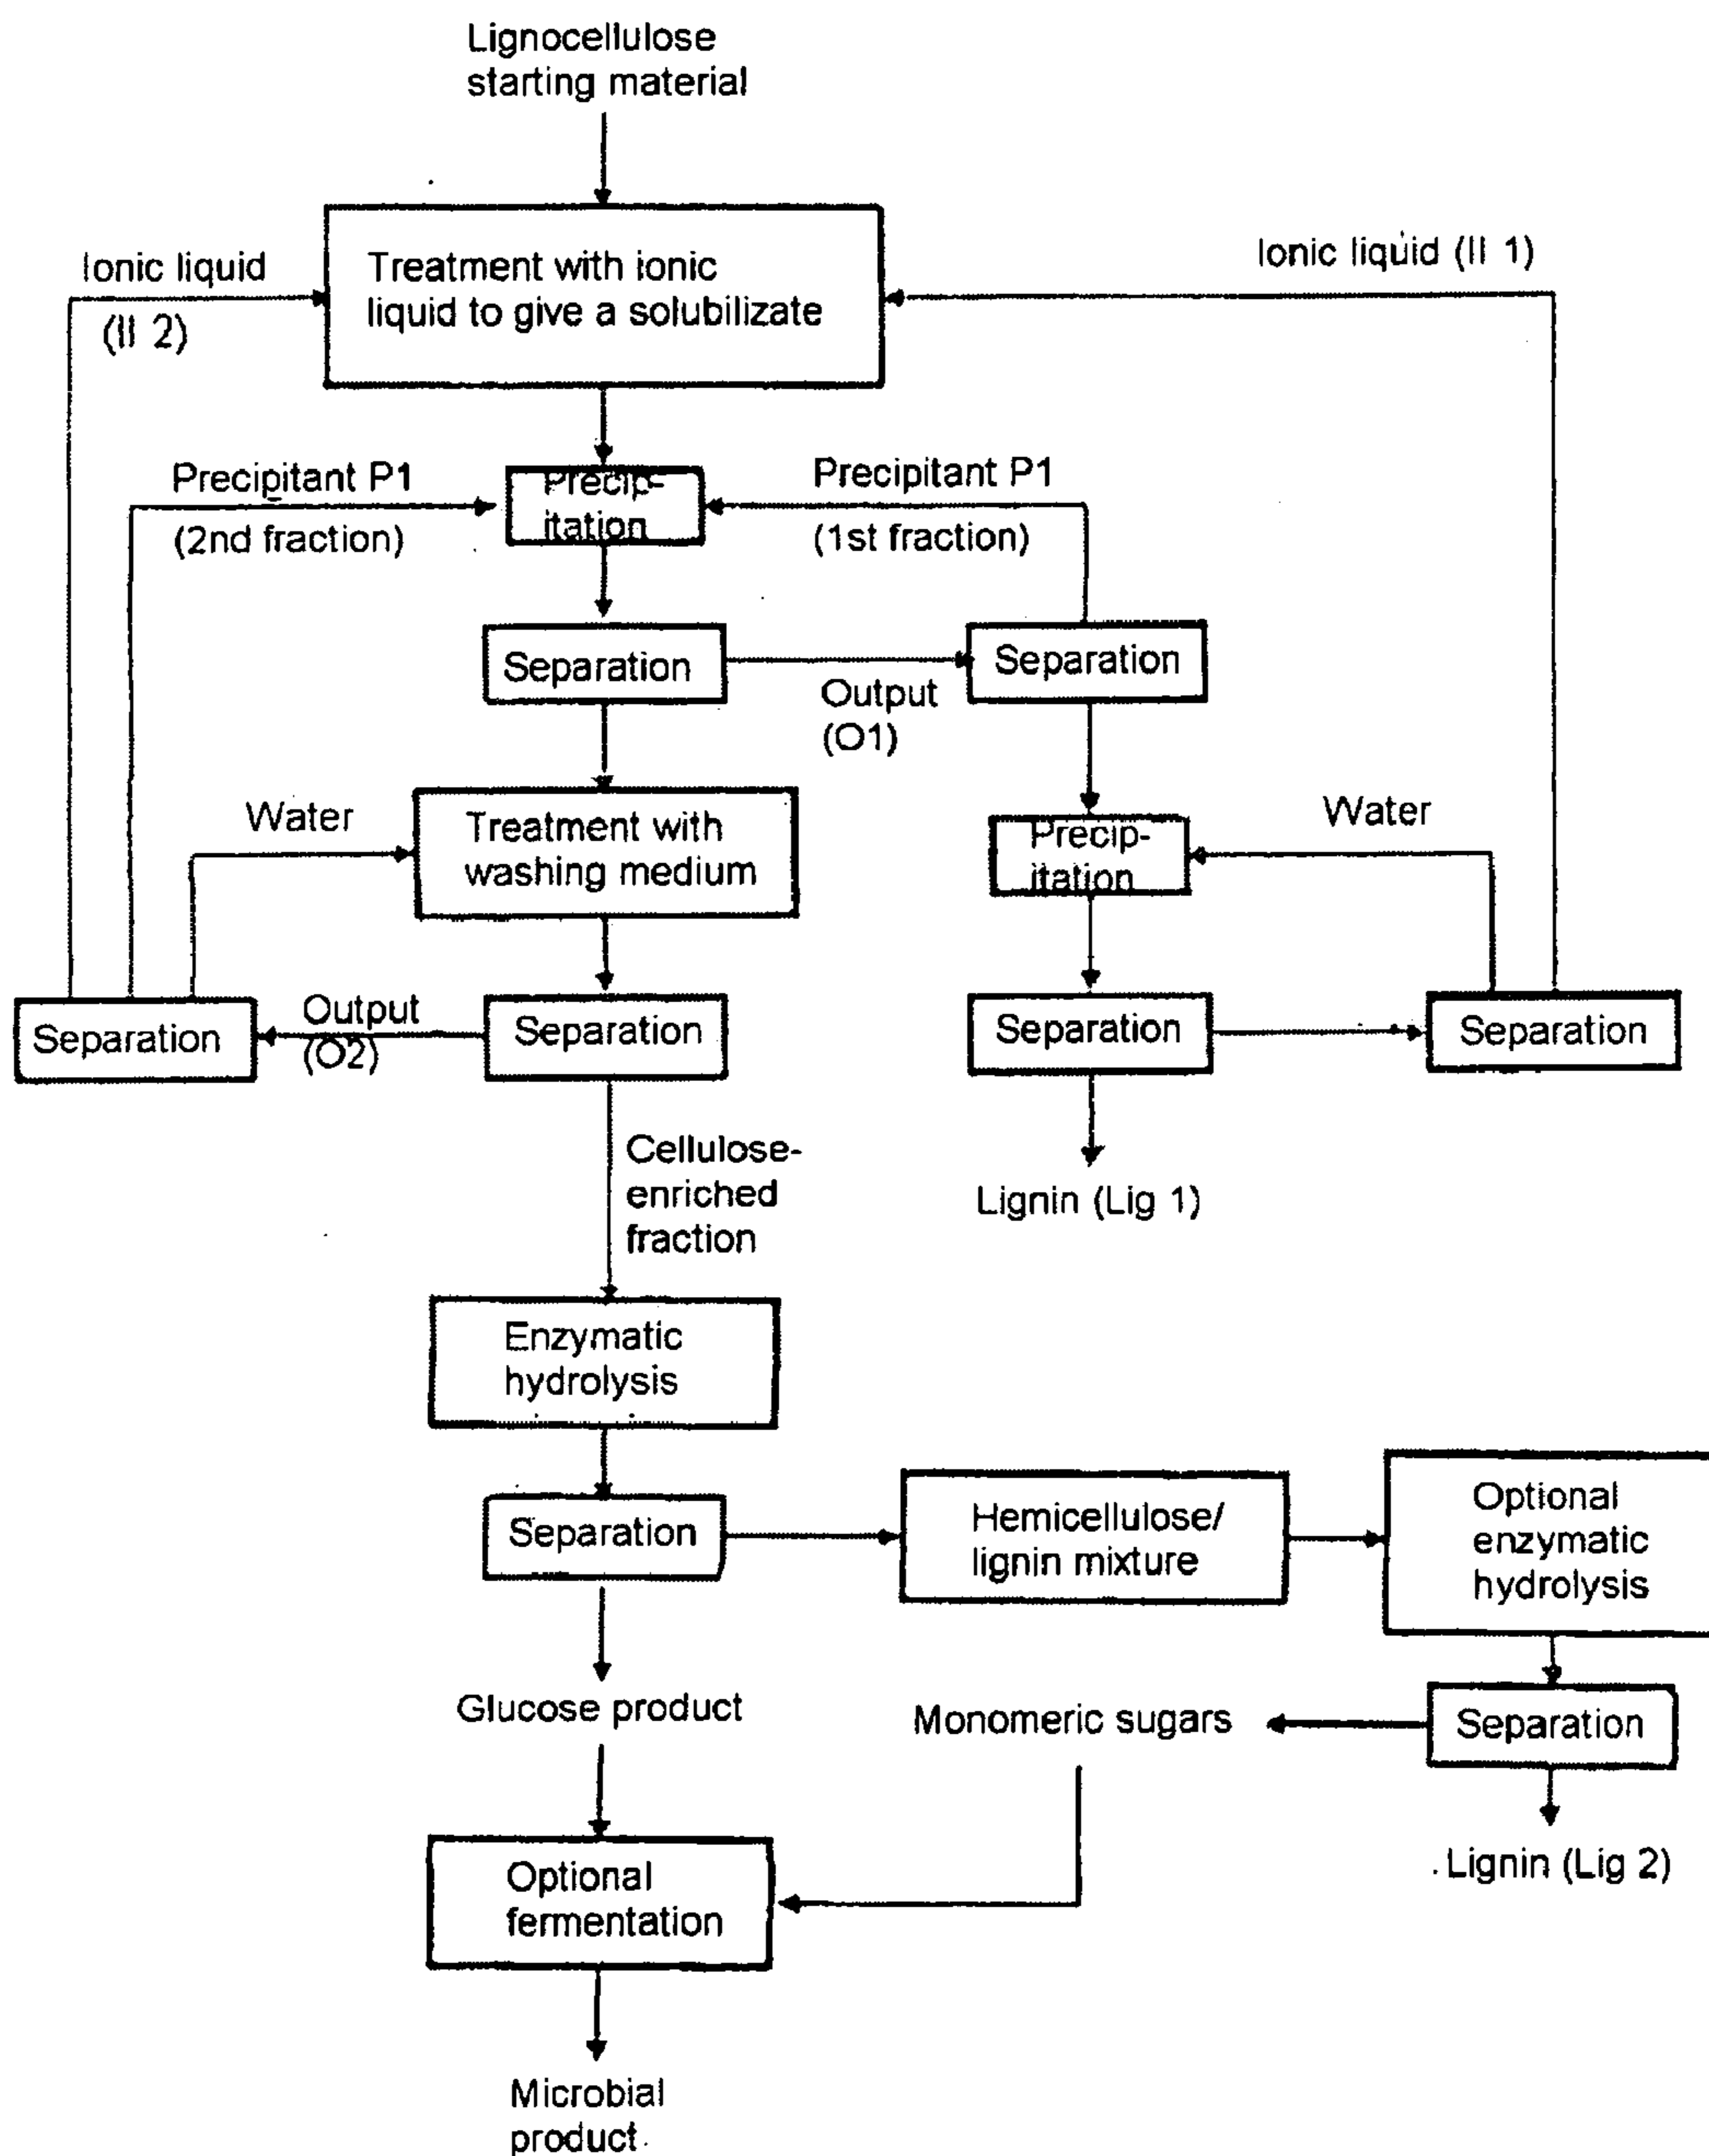 Lignocellulose
starting material
Ionic liquid
(Il 2)
Treatment with ionic
liquid to give a solubilizate
Ionic liquid (Il 1)
Precipitant P1
(2nd fraction)
Precip-
itation
Precipitant P1
(1st fraction)
Separation
Output
(O1)
Separation
Water
Treatment with
washing medium
Precip-
itation
Water
Separation
Output
(O2)
Separation
Separation
Separation
Cellulose-
enriched
fraction
Lignin (Lig 1)
Enzymatic
hydrolysis
Separation
Hemicellulose/
lignin mixture
Optional
enzymatic
hydrolysis
Glucose product
Monomeric sugars
Separation
Optional
fermentation
Lignin (Lig 2)
Microbial
product